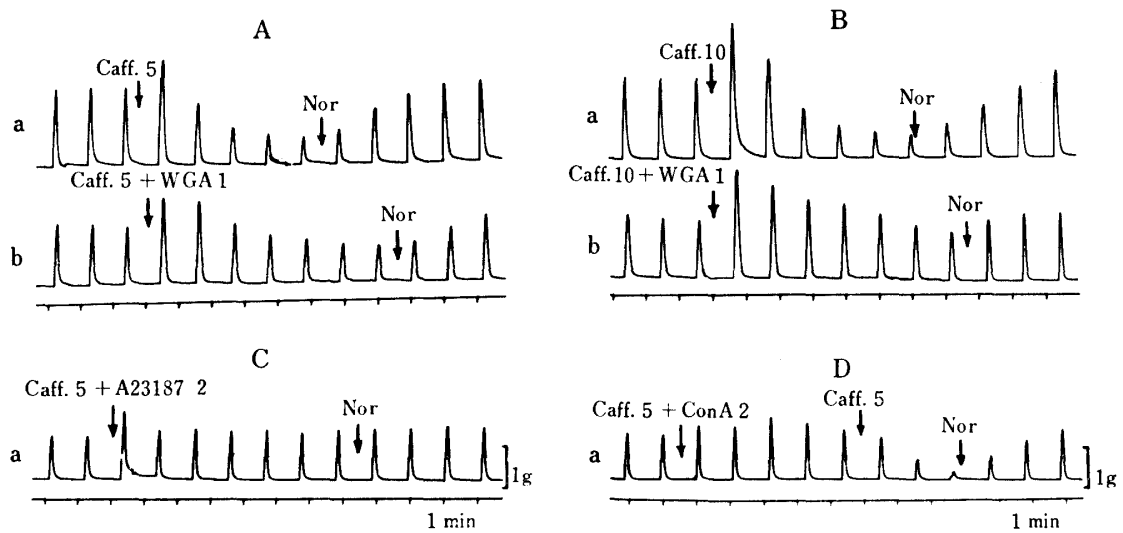 A
B
Caff. 5
Nor
a
Caff. 10
Nor
a
Caff. 5 + WGA 1
Nor
b
Caff. 10 + WGA 1
Nor
b
C
D
Caff. 5 + A23187 2
Nor
a
1g
1 min
Caff. 5 + ConA 2
Caff. 5
Nor
a
1g
1 min